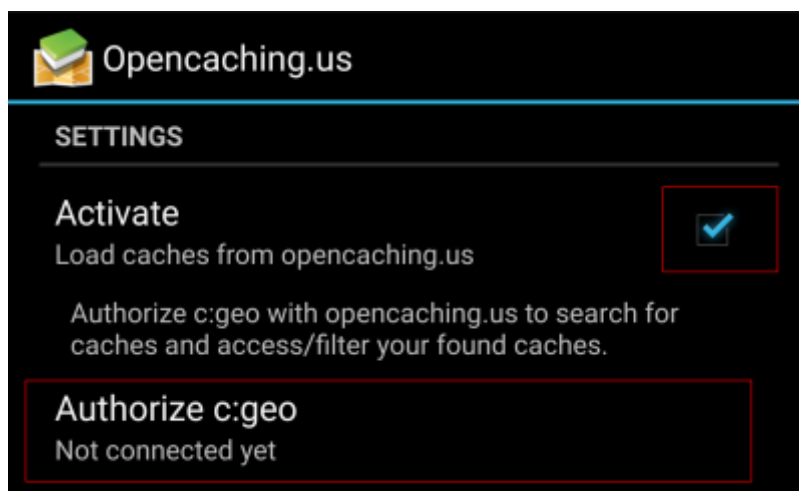 Opencaching.us
SETTINGS
Activate
Load caches from opencaching.us
Authorize c:geo with opencaching.us to search for
caches and access/filter your found caches.
Authorize c:geo
Not connected yet